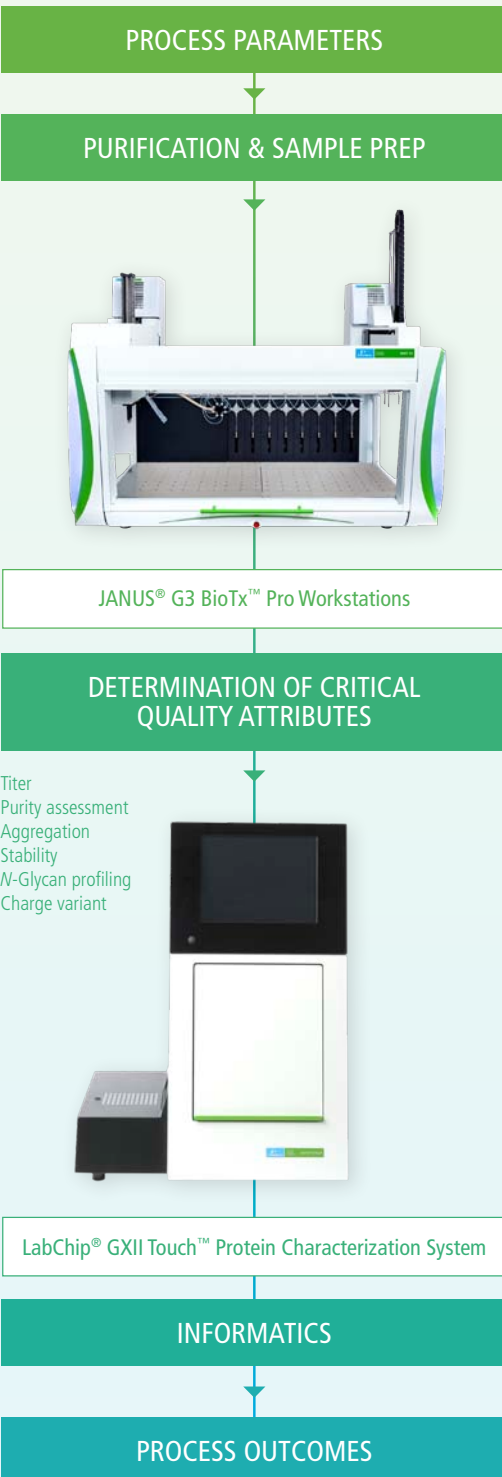 PROCESS PARAMETERS
PURIFICATION & SAMPLE PREP
JANUS® G3 BioTx™ Pro Workstations
DETERMINATION OF CRITICAL
QUALITY ATTRIBUTES
Titer
Purity assessment
Aggregation
Stability
N-Glycan profiling
Charge variant
LabChip® GXII Touch™ Protein Characterization System
INFORMATICS
PROCESS OUTCOMES